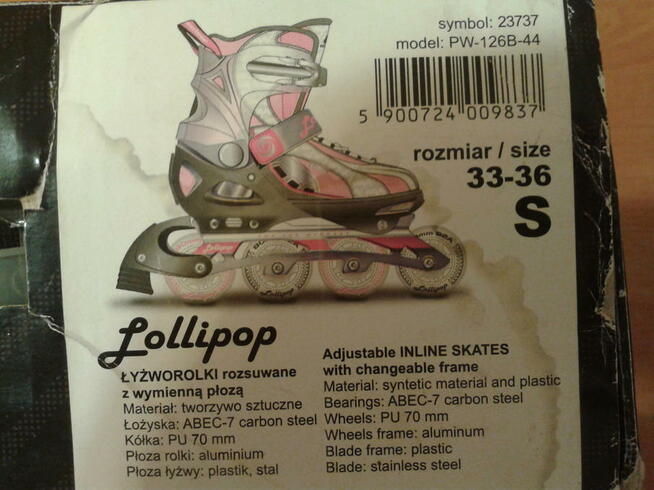 symbol: 23737
model: PW-126B-44
5 900724 009837
rozmiar / size
33-36
S
Lollipop
Lollipop
Lollipop
Lollipop
ŁYŻWOROLKI rozsuwane
z wymienną płozą
Materiał: tworzywo sztuczne
Łożyska: ABEC-7 carbon steel
Kółka: PU 70 mm
Płoza rolki: aluminium
Płoza łyżwy: plastik, stal
Adjustable INLINE SKATES
with changeable frame
Material: syntetic material and plastic
Bearings: ABEC-7 carbon steel
Wheels: PU 70 mm
Wheels frame: aluminum
Blade frame: plastic
Blade: stainless steel